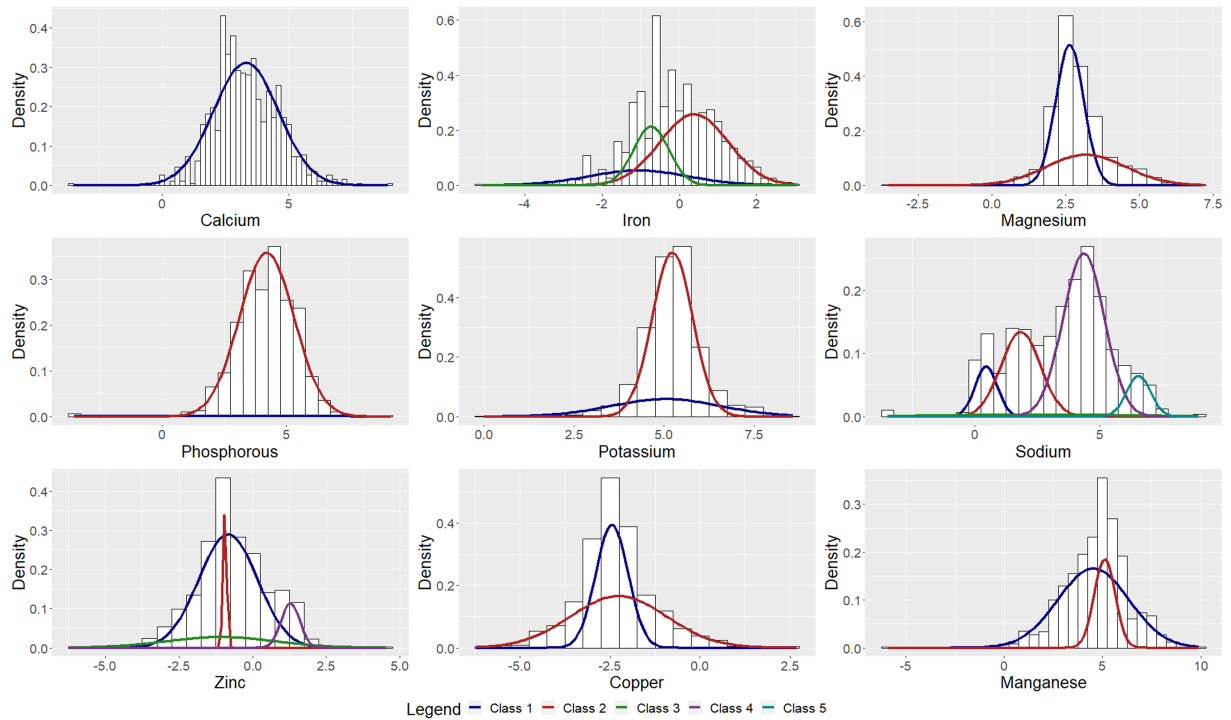 Density
0.4
0.3
0.2
0.1
0.0
0 5
Calcium
Density
0.6
0.4
0.2
0.0
-4 -2 0 2
Iron
Density
0.6
0.4
0.2
0.0
-2.5 0.0 2.5 5.0 7.5
Magnesium
Density
0.3
0.2
0.1
0.0
0 5
Phosphorous
Density
0.4
0.2
0.0
0.0 2.5 5.0 7.5
Potassium
Density
0.2
0.1
0.0
0 5
Sodium
Density
0.4
0.3
0.2
0.1
0.0
-5.0 -2.5 0.0 2.5 5.0
Zinc
Density
0.4
0.2
0.0
-5.0 -2.5 0.0 2.5
Copper
Density
0.3
0.2
0.1
0.0
-5 0 5 10
Manganese
Legend Class 1 Class 2 Class 3 Class 4 Class 5